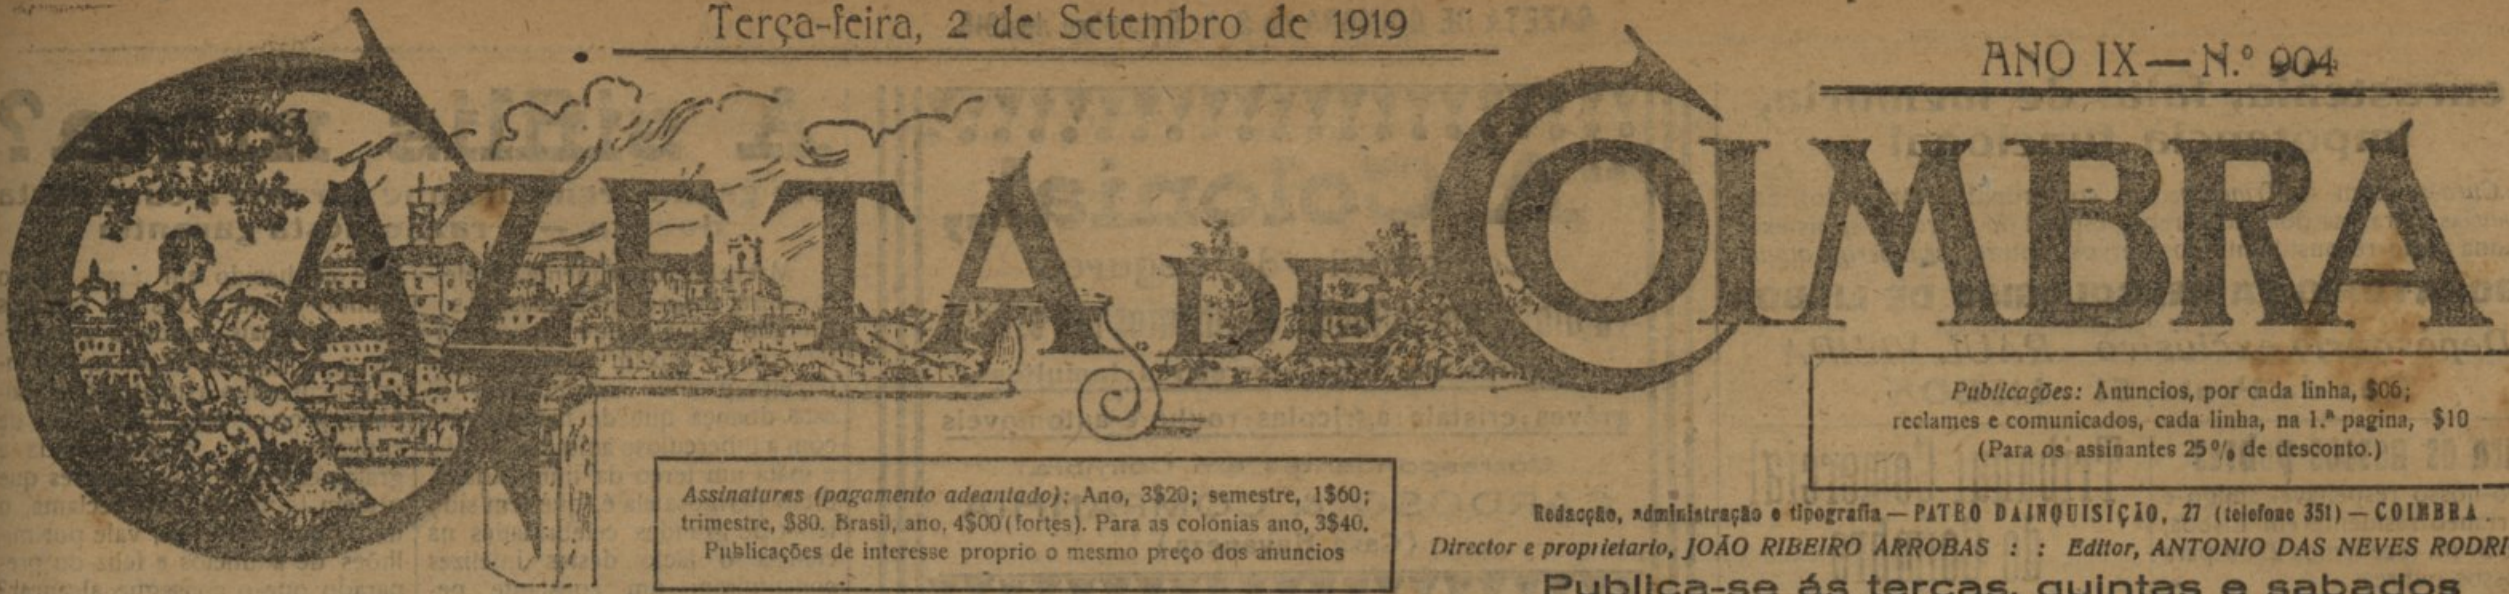 Terça-feira, 2 de Setembro de 1919
ANO IX — N.º 904
GAZETA DE COIMBRA
Publicações: Anuncios, por cada linha, $06;
reclames e comunicados, cada linha, na 1.ª pagina, $10
(Para os assinantes 25% de desconto.)
Assinaturas (pagamento adeantado): Ano, 3$20; semestre, 1$60;
trimestre, $80. Brasil, ano, 4$00 (fortes). Para as colonias ano, 3$40.
Publicações de interesse proprio o mesmo preço dos anuncios
Redacção, administração e tipografia — PATEO DA INQUISIÇÃO, 27 (telefone 351) — COIMBRA
Director e proprietario, JOÃO RIBEIRO ARROBAS : : Editor, ANTONIO DAS NEVES RODRI
Publica-se ás terças, quintas e sabados